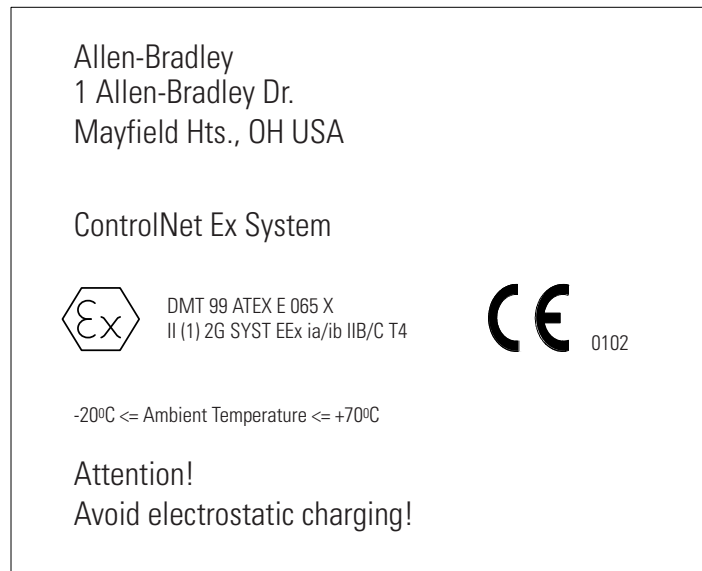 Allen-Bradley
1 Allen-Bradley Dr.
Mayfield Hts., OH USA
ControlNet Ex System
Ex
DMT 99 ATEX E 065 X
II (1) 2G SYST EEx ia/ib IIB/C T4
CE 0102
-20ºC <= Ambient Temperature <= +70ºC
Attention!
Avoid electrostatic charging!